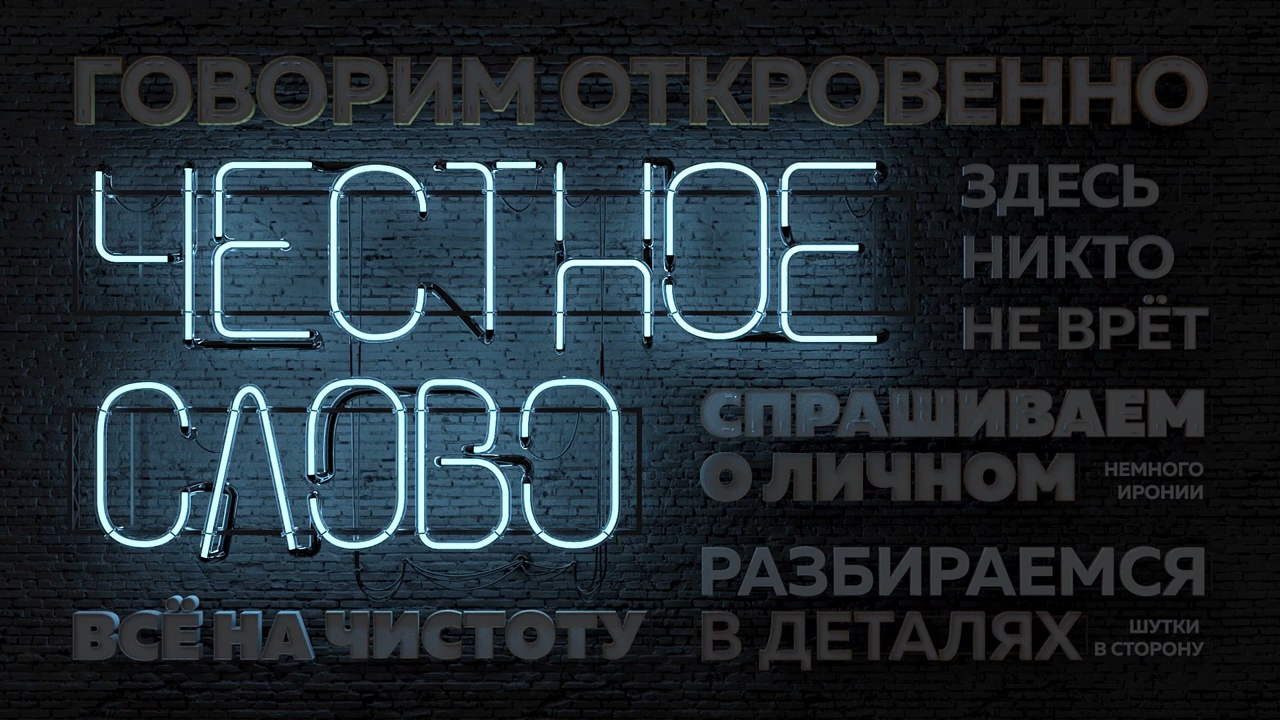 ГОВОРИМ ОТКРОВЕННО
ЧЕСТНОЕ
СЛОВО
ЗДЕСЬ
НИКТО
НЕ ВРЁТ
СПРАШИВАЕМ
О ЛИЧНОМ
НЕМНОГО
ИРОНИИ
РАЗБИРАЕМСЯ
В ДЕТАЛЯХ
ШУТКИ
В СТОРОНУ
ВСЁ НА ЧИСТОТУ